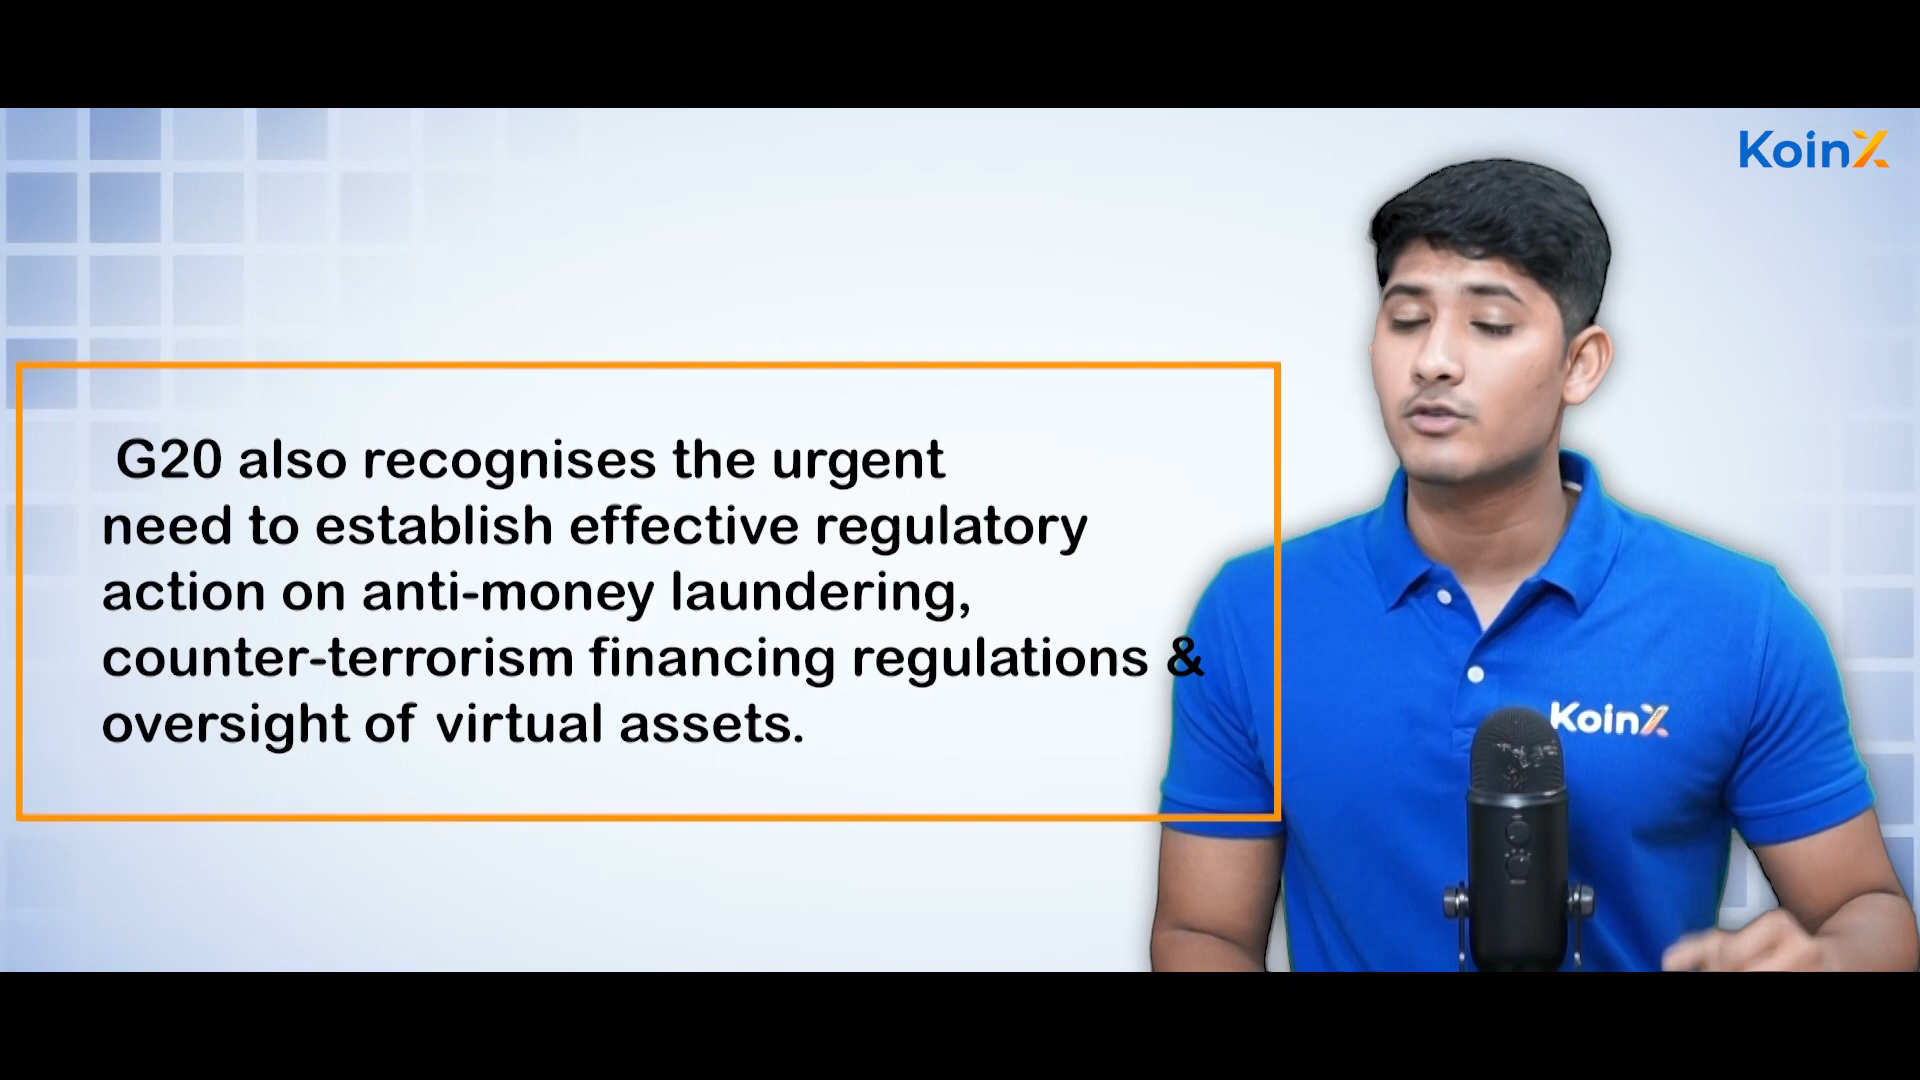 KoinX
G20 also recognises the urgent
need to establish effective regulatory
action on anti-money laundering,
counter-terrorism financing regulations &
oversight of virtual assets.
KoinX